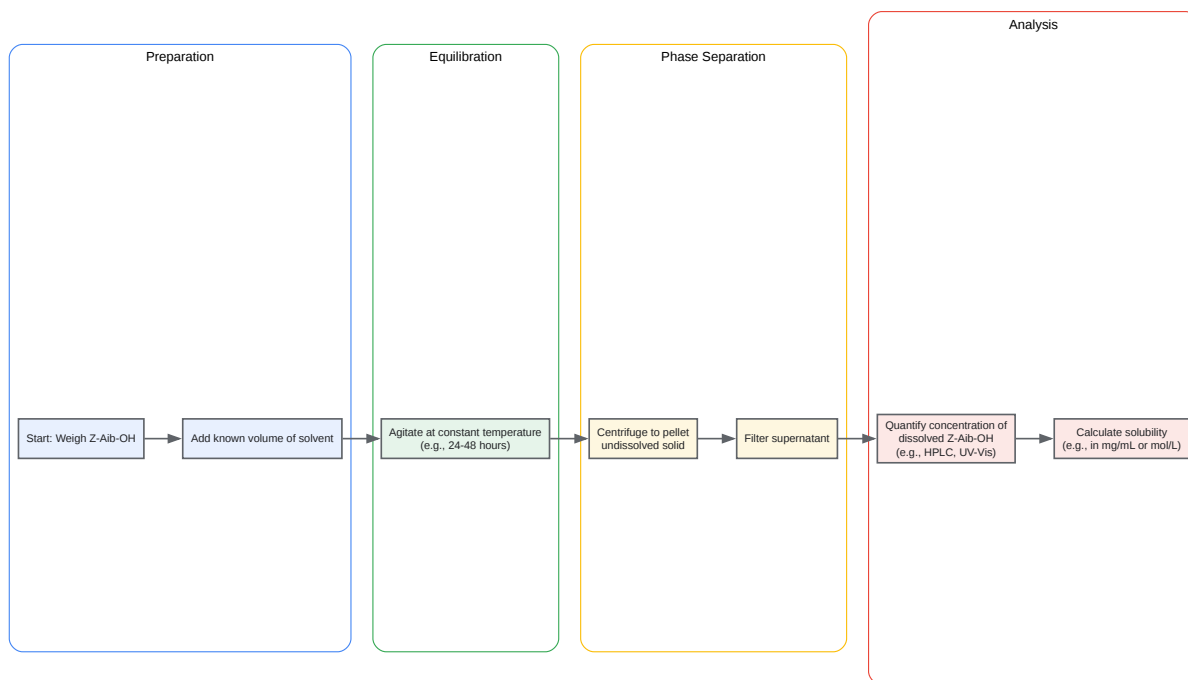 Preparation
Start: Weigh Z-Aib-OH
Add known volume of solvent
Equilibration
Agitate at constant temperature
(e.g., 24-48 hours)
Phase Separation
Centrifuge to pellet
undissolved solid
Filter supernatant
Analysis
Quantify concentration of
dissolved Z-Aib-OH
(e.g., HPLC, UV-Vis)
Calculate solubility
(e.g., in mg/mL or mol/L)